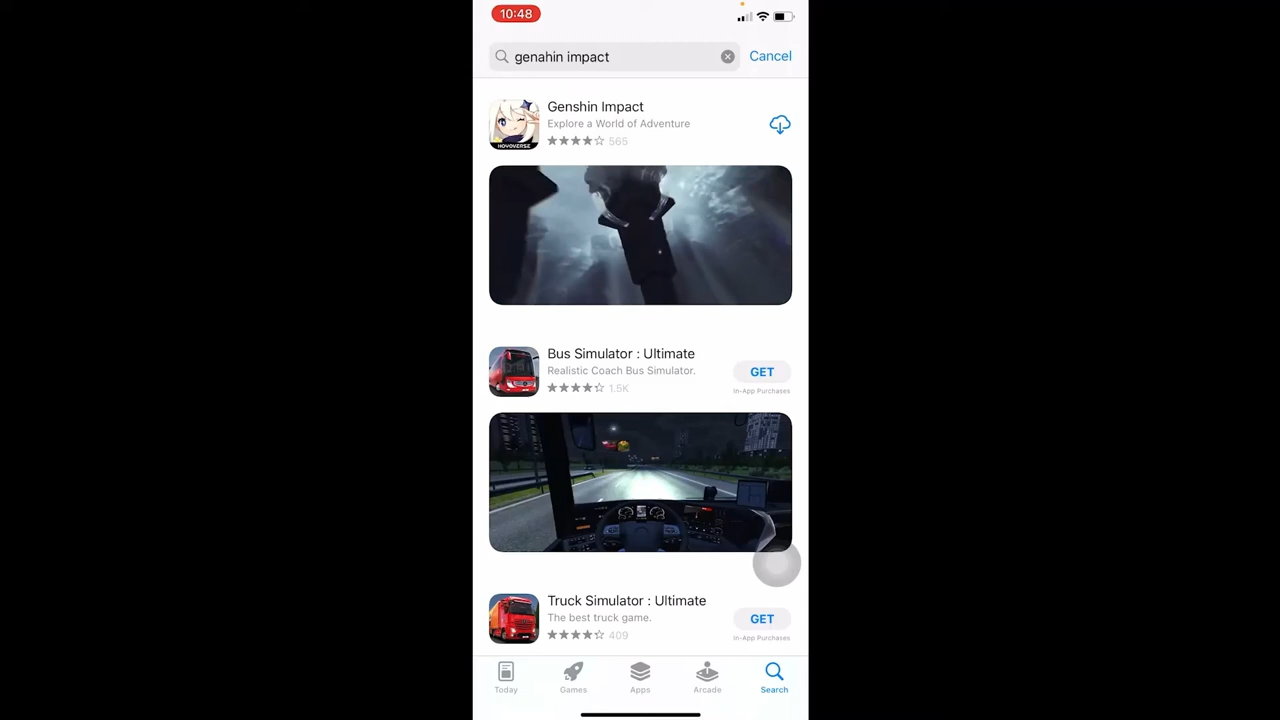 10:48
genahin impact
Cancel
Genshin Impact
Explore a World of Adventure
565
HOYOVERSE
Bus Simulator : Ultimate
Realistic Coach Bus Simulator.
1.5K
GET
In-App Purchases
Truck Simulator : Ultimate
The best truck game.
409
GET
In-App Purchases
Today
Games
Apps
Arcade
Search